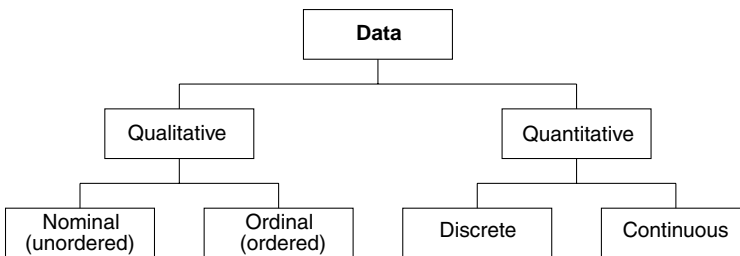 Data
Qualitative
Quantitative
Nominal
(unordered)
Ordinal
(ordered)
Discrete
Continuous